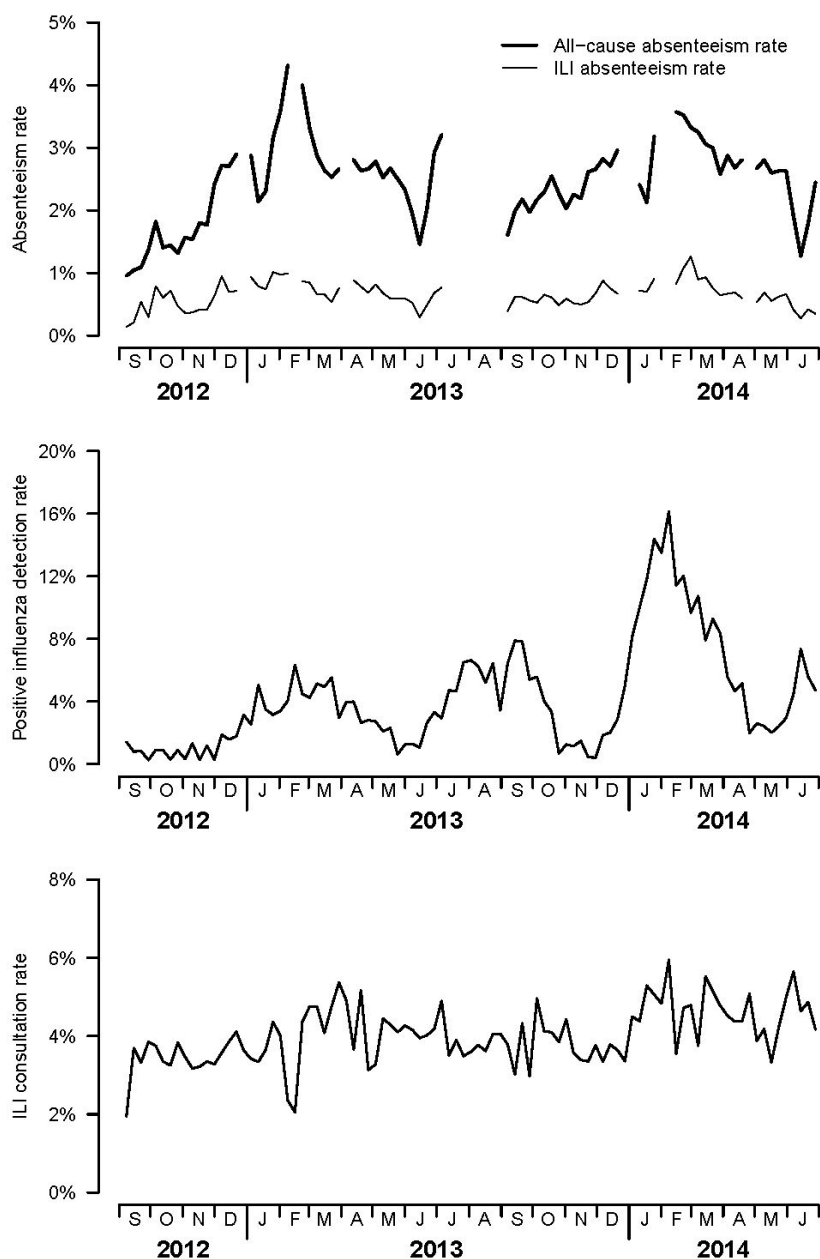 5%
4%
3%
2%
1%
0%
Absenteeism rate
All−cause absenteeism rate
ILI absenteeism rate
S O N D J F M A M J J A S O N D J F M A M J
2012 2013 2014
20%
16%
12%
8%
4%
0%
Positive influenza detection rate
S O N D J F M A M J J A S O N D J F M A M J
2012 2013 2014
8%
6%
4%
2%
0%
ILI consultation rate
S O N D J F M A M J J A S O N D J F M A M J
2012 2013 2014